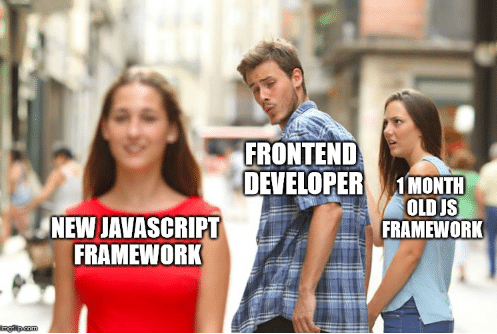 FRONTEND
DEVELOPER
1 MONTH
OLD JS
FRAMEWORK
NEW JAVASCRIPT
FRAMEWORK
imgflip.com